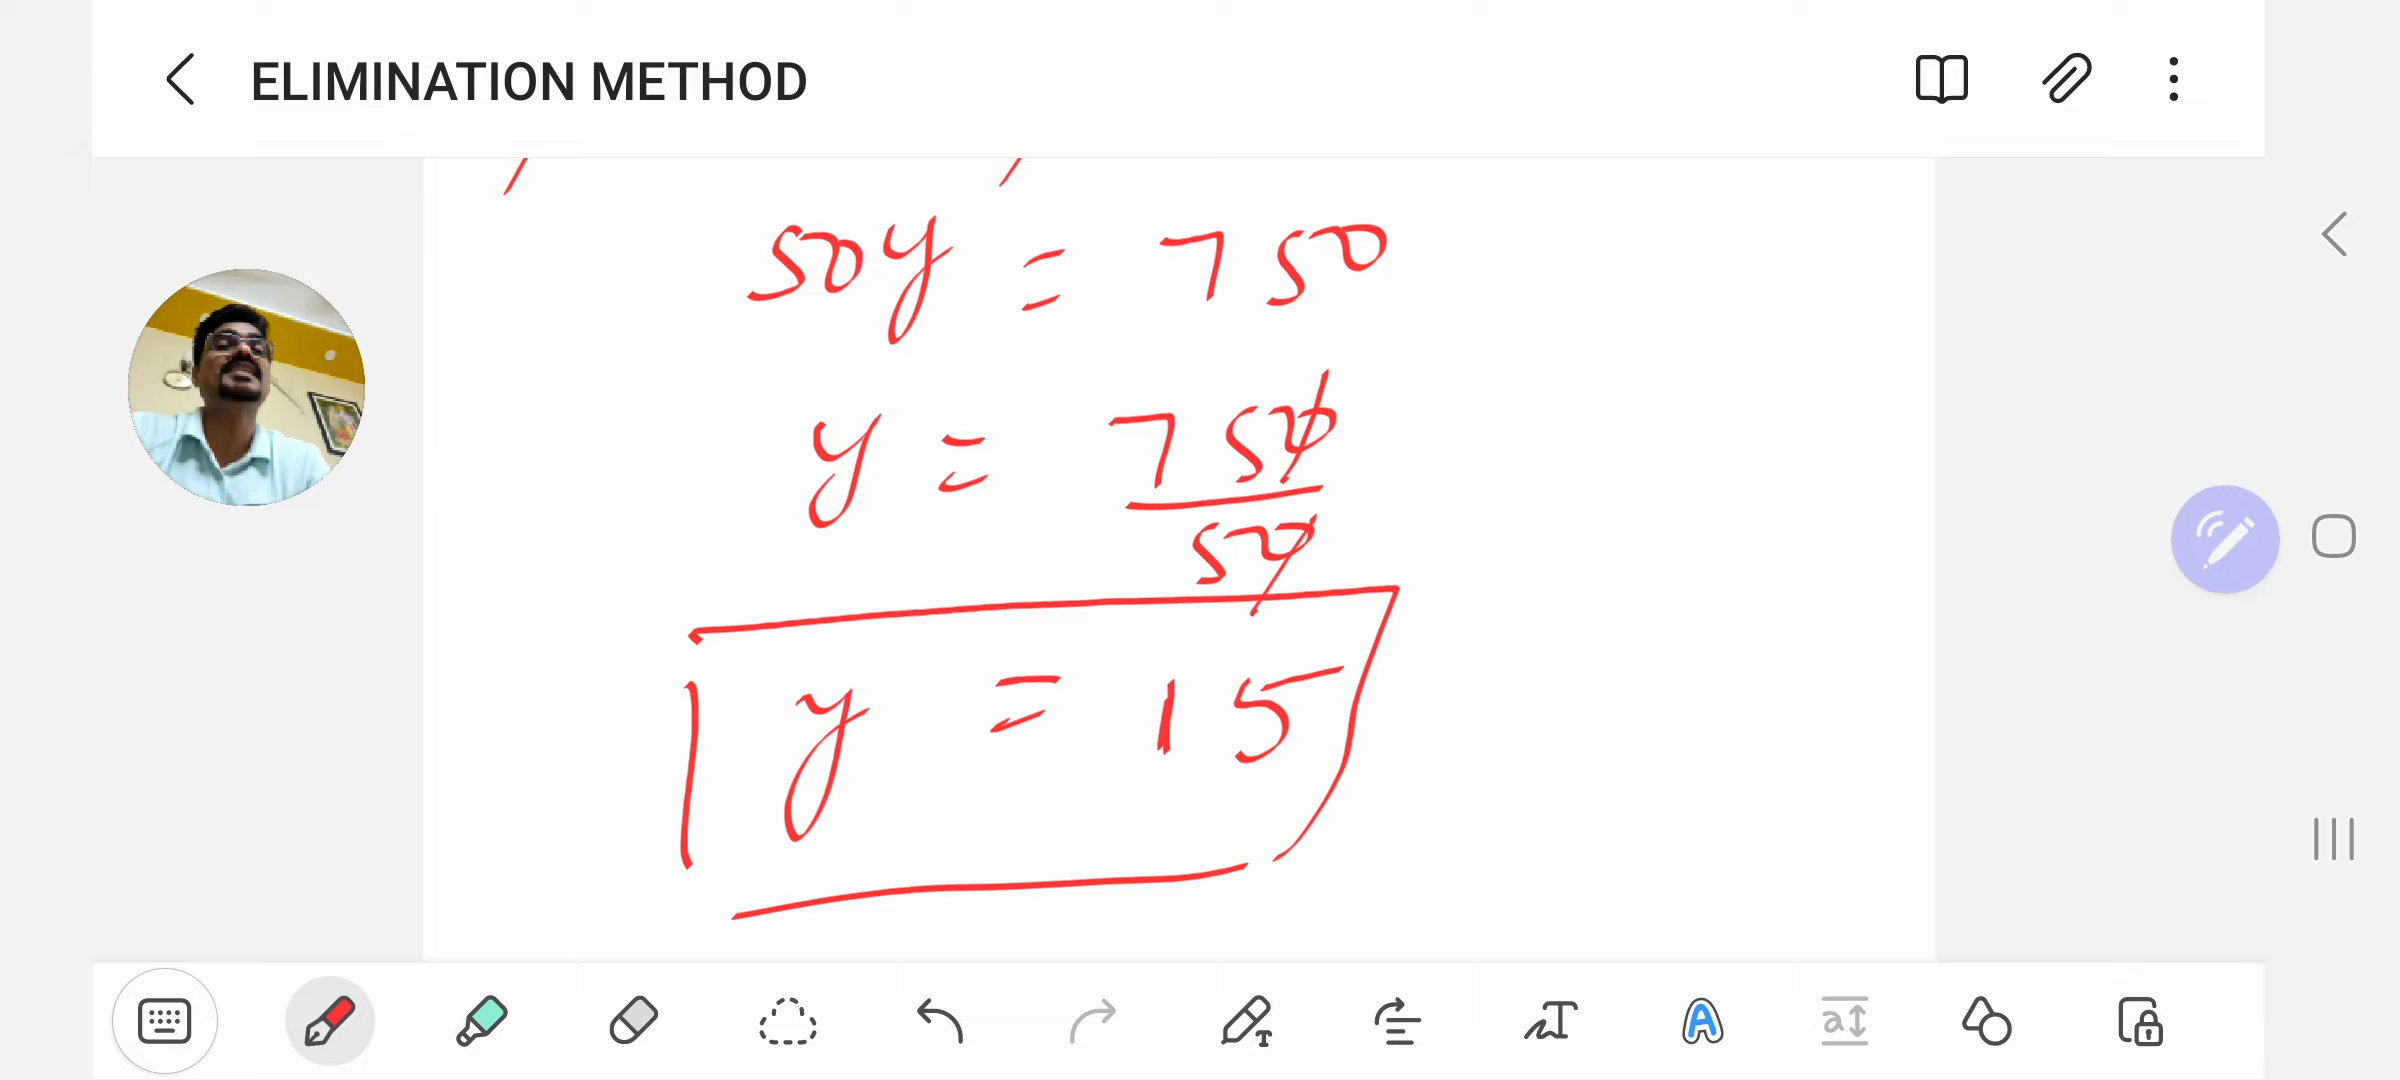 ELIMINATION METHOD
50y = 750
y = 750
50
y = 15